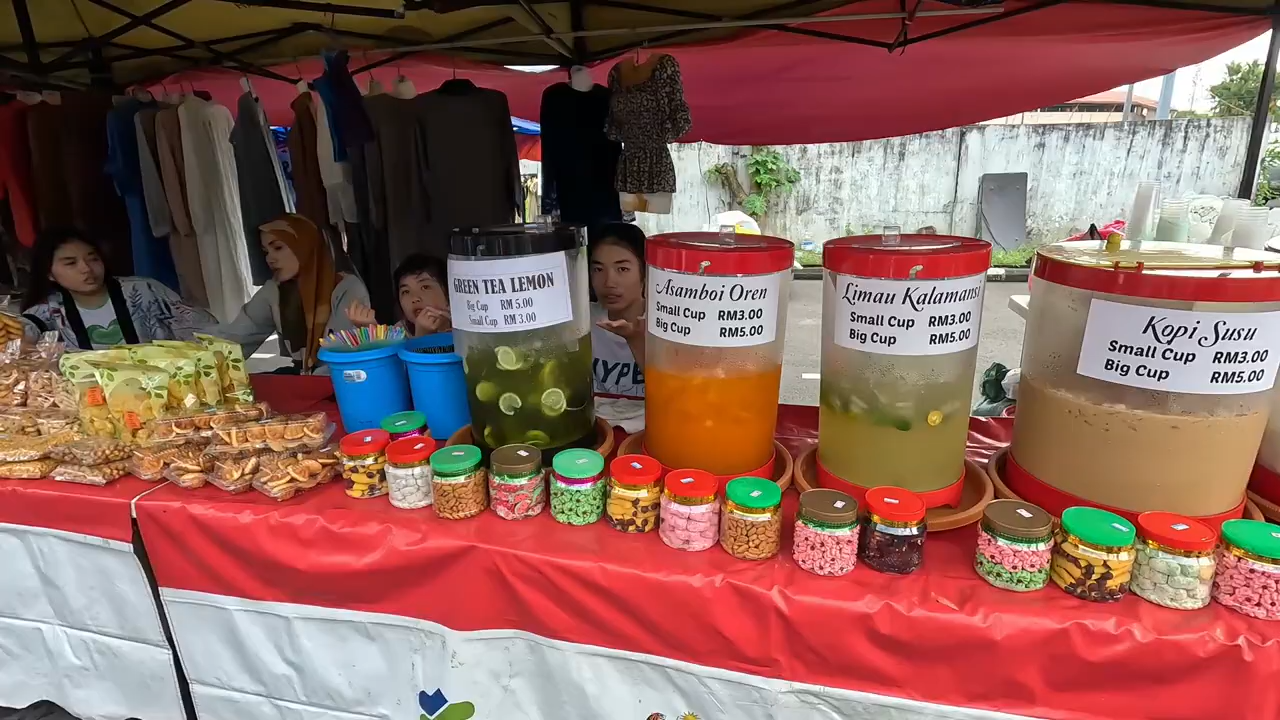 GREEN TEA LEMON
Big Cup RM 5.00
Small Cup RM 3.00
Asamboi Oren
Small Cup RM3.00
Big Cup RM5.00
Limau Kalamansi
Small Cup RM3.00
Big Cup RM5.00
Kopi Susu
Small Cup RM3.00
Big Cup RM5.00
HYPE